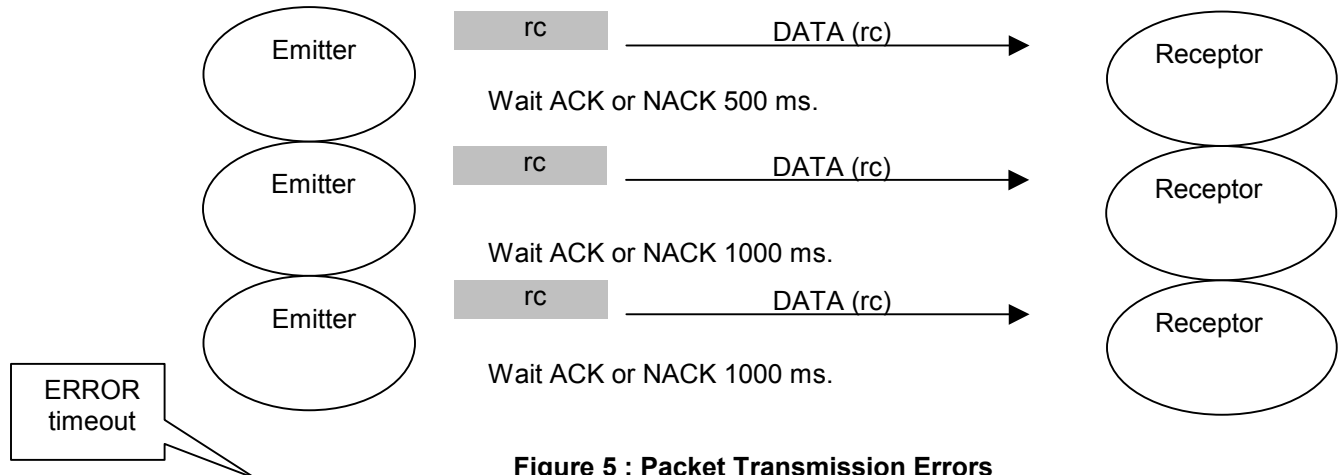 rc
Emitter
DATA (rc)
Receptor
Wait ACK or NACK 500 ms.
rc
Emitter
DATA (rc)
Receptor
Wait ACK or NACK 1000 ms.
rc
Emitter
DATA (rc)
Receptor
Wait ACK or NACK 1000 ms.
ERROR
timeout
Figure 5 : Packet Transmission Errors